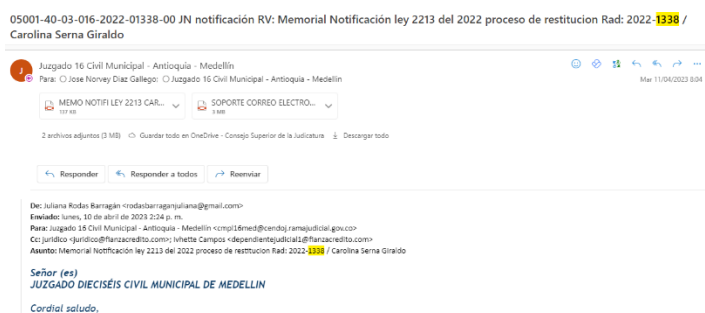 05001-40-03-016-2022-01338-00 JN notificación RV: Memorial Notificación ley 2213 del 2022 proceso de restitucion Rad: 2022-1338 /
Carolina Serna Giraldo
J
Juzgado 16 Civil Municipal - Antioquia - Medellín
Para: Jose Norvey Diaz Gallego; Juzgado 16 Civil Municipal - Antioquia - Medellín
Mar 11/04/2023 8:04
MEMO NOTIFI LEY 2213 CAR...
117 KB
SOPORTE CORREO ELECTRO...
3 MB
2 archivos adjuntos (3 MB) Guardar todo en OneDrive - Consejo Superior de la Judicatura Descargar todo
Responder Responder a todos Reenviar
De: Juliana Rodas Barragán <rodasbarraganjuliana@gmail.com>
Enviado: lunes, 10 de abril de 2023 2:24 p. m.
Para: Juzgado 16 Civil Municipal - Antioquia - Medellín <cmpl16med@cendoj.ramajudicial.gov.co>
Cc: juridico <juridico@fianzacredito.com>; Ivhette Campos <dependientejudicial1@fianzacredito.com>
Asunto: Memorial Notificación ley 2213 del 2022 proceso de restitucion Rad: 2022-1338 / Carolina Serna Giraldo
Señor (es)
JUZGADO DIECISÉIS CIVIL MUNICIPAL DE MEDELLIN
Cordial saludo,